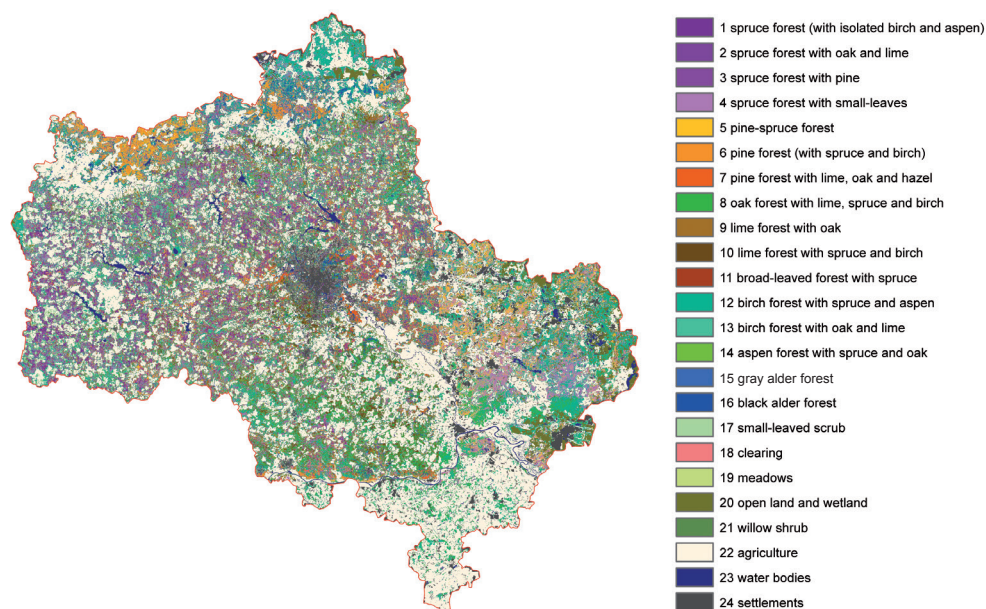 1 spruce forest (with isolated birch and aspen)
2 spruce forest with oak and lime
3 spruce forest with pine
4 spruce forest with small-leaves
5 pine-spruce forest
6 pine forest (with spruce and birch)
7 pine forest with lime, oak and hazel
8 oak forest with lime, spruce and birch
9 lime forest with oak
10 lime forest with spruce and birch
11 broad-leaved forest with spruce
12 birch forest with spruce and aspen
13 birch forest with oak and lime
14 aspen forest with spruce and oak
15 gray alder forest
16 black alder forest
17 small-leaved scrub
18 clearing
19 meadows
20 open land and wetland
21 willow shrub
22 agriculture
23 water bodies
24 settlements